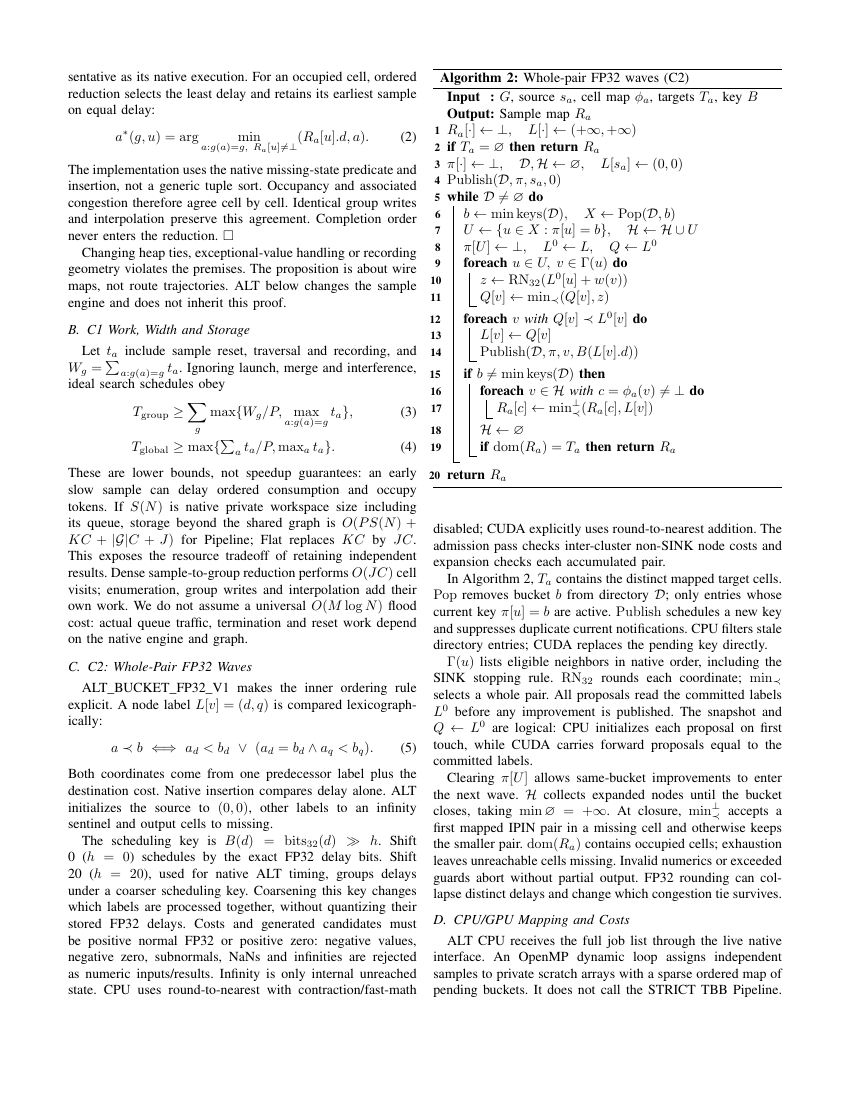 sentative as its native execution. For an occupied cell, ordered
reduction selects the least delay and retains its earliest sample
on equal delay:
a*(g, u) = arg min_{a:g(a)=g, R_a[u]≠⊥} (R_a[u].d, a). (2)
The implementation uses the native missing-state predicate and
insertion, not a generic tuple sort. Occupancy and associated
congestion therefore agree cell by cell. Identical group writes
and interpolation preserve this agreement. Completion order
never enters the reduction. □
Changing heap ties, exceptional-value handling or recording
geometry violates the premises. The proposition is about wire
maps, not route trajectories. ALT below changes the sample
engine and does not inherit this proof.
B. C1 Work, Width and Storage
Let t_a include sample reset, traversal and recording, and
W_g = ∑_{a:g(a)=g} t_a. Ignoring launch, merge and interference,
ideal search schedules obey
T_group ≥ ∑_g max{W_g/P, max_{a:g(a)=g} t_a}, (3)
T_global ≥ max{∑_a t_a/P, max_a t_a}. (4)
These are lower bounds, not speedup guarantees: an early
slow sample can delay ordered consumption and occupy
tokens. If S(N) is native private workspace size including
its queue, storage beyond the shared graph is O(PS(N) +
KC + |𝒢|C + J) for Pipeline; Flat replaces KC by JC.
This exposes the resource tradeoff of retaining independent
results. Dense sample-to-group reduction performs O(JC) cell
visits; enumeration, group writes and interpolation add their
own work. We do not assume a universal O(M log N) flood
cost: actual queue traffic, termination and reset work depend
on the native engine and graph.
C. C2: Whole-Pair FP32 Waves
ALT_BUCKET_FP32_V1 makes the inner ordering rule
explicit. A node label L[v] = (d, q) is compared lexicograph-
ically:
a ≺ b ⟺ a_d < b_d ∨ (a_d = b_d ∧ a_q < b_q). (5)
Both coordinates come from one predecessor label plus the
destination cost. Native insertion compares delay alone. ALT
initializes the source to (0, 0), other labels to an infinity
sentinel and output cells to missing.
The scheduling key is B(d) = bits_32(d) ≫ h. Shift
0 (h = 0) schedules by the exact FP32 delay bits. Shift
20 (h = 20), used for native ALT timing, groups delays
under a coarser scheduling key. Coarsening this key changes
which labels are processed together, without quantizing their
stored FP32 delays. Costs and generated candidates must
be positive normal FP32 or positive zero: negative values,
negative zero, subnormals, NaNs and infinities are rejected
as numeric inputs/results. Infinity is only internal unreached
state. CPU uses round-to-nearest with contraction/fast-math
Algorithm 2: Whole-pair FP32 waves (C2)
Input : G, source s_a, cell map ϕ_a, targets T_a, key B
Output: Sample map R_a
1 R_a[·] ← ⊥, L[·] ← (+∞, +∞)
2 if T_a = ∅ then return R_a
3 π[·] ← ⊥, 𝒟, ℋ ← ∅, L[s_a] ← (0, 0)
4 Publish(𝒟, π, s_a, 0)
5 while 𝒟 ≠ ∅ do
6 b ← min keys(𝒟), X ← Pop(𝒟, b)
7 U ← {u ∈ X : π[u] = b}, ℋ ← ℋ ∪ U
8 π[U] ← ⊥, L^0 ← L, Q ← L^0
9 foreach u ∈ U, v ∈ Γ(u) do
10 z ← RN_32(L^0[u] + w(v))
11 Q[v] ← min_≺(Q[v], z)
12 foreach v with Q[v] ≺ L^0[v] do
13 L[v] ← Q[v]
14 Publish(𝒟, π, v, B(L[v].d))
15 if b ≠ min keys(𝒟) then
16 foreach v ∈ ℋ with c = ϕ_a(v) ≠ ⊥ do
17 R_a[c] ← min_≺^⊥(R_a[c], L[v])
18 ℋ ← ∅
19 if dom(R_a) = T_a then return R_a
20 return R_a
disabled; CUDA explicitly uses round-to-nearest addition. The
admission pass checks inter-cluster non-SINK node costs and
expansion checks each accumulated pair.
In Algorithm 2, T_a contains the distinct mapped target cells.
Pop removes bucket b from directory 𝒟; only entries whose
current key π[u] = b are active. Publish schedules a new key
and suppresses duplicate current notifications. CPU filters stale
directory entries; CUDA replaces the pending key directly.
Γ(u) lists eligible neighbors in native order, including the
SINK stopping rule. RN_32 rounds each coordinate; min_≺
selects a whole pair. All proposals read the committed labels
L^0 before any improvement is published. The snapshot and
Q ← L^0 are logical: CPU initializes each proposal on first
touch, while CUDA carries forward proposals equal to the
committed labels.
Clearing π[U] allows same-bucket improvements to enter
the next wave. ℋ collects expanded nodes until the bucket
closes, taking min ∅ = +∞. At closure, min_≺^⊥ accepts a
first mapped IPIN pair in a missing cell and otherwise keeps
the smaller pair. dom(R_a) contains occupied cells; exhaustion
leaves unreachable cells missing. Invalid numerics or exceeded
guards abort without partial output. FP32 rounding can col-
lapse distinct delays and change which congestion tie survives.
D. CPU/GPU Mapping and Costs
ALT CPU receives the full job list through the live native
interface. An OpenMP dynamic loop assigns independent
samples to private scratch arrays with a sparse ordered map of
pending buckets. It does not call the STRICT TBB Pipeline.